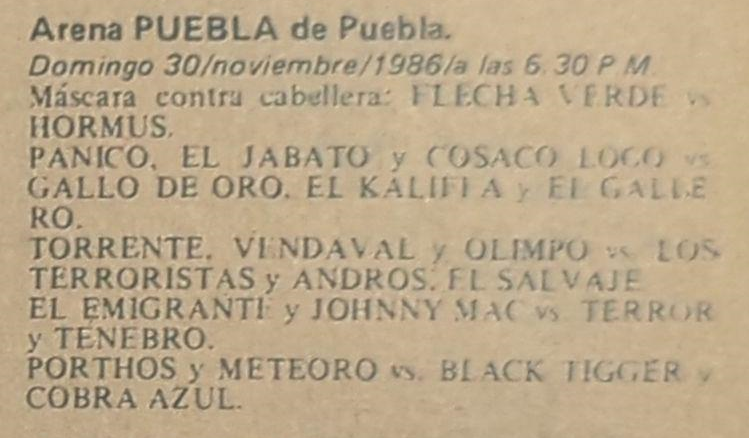 Arena PUEBLA de Puebla.
Domingo 30/noviembre/1986/a las 6.30 P M
Máscara contra cabellera: FLECHA VERDE vs
HORMUS.
PANICO, EL JABATO y COSACO LOCO vs
GALLO DE ORO, EL KALIFFA y EL GALLE
RO.
TORRENTE, VENDAVAL y OLIMPO vs. LOS
TERRORISTAS y ANDROS, EL SALVAJE
EL EMIGRANTE y JOHNNY MAC vs TERROR
y TENEBRO.
PORTHOS y METEORO vs. BLACK TIGGER y
COBRA AZUL.